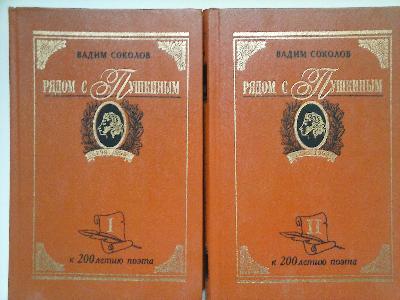 ВАДИМ СОКОЛОВ
РЯДОМ С ПУШКИНЫМ
I
к 200летию поэта
ВАДИМ СОКОЛОВ
РЯДОМ С ПУШКИНЫМ
II
к 200летию поэта